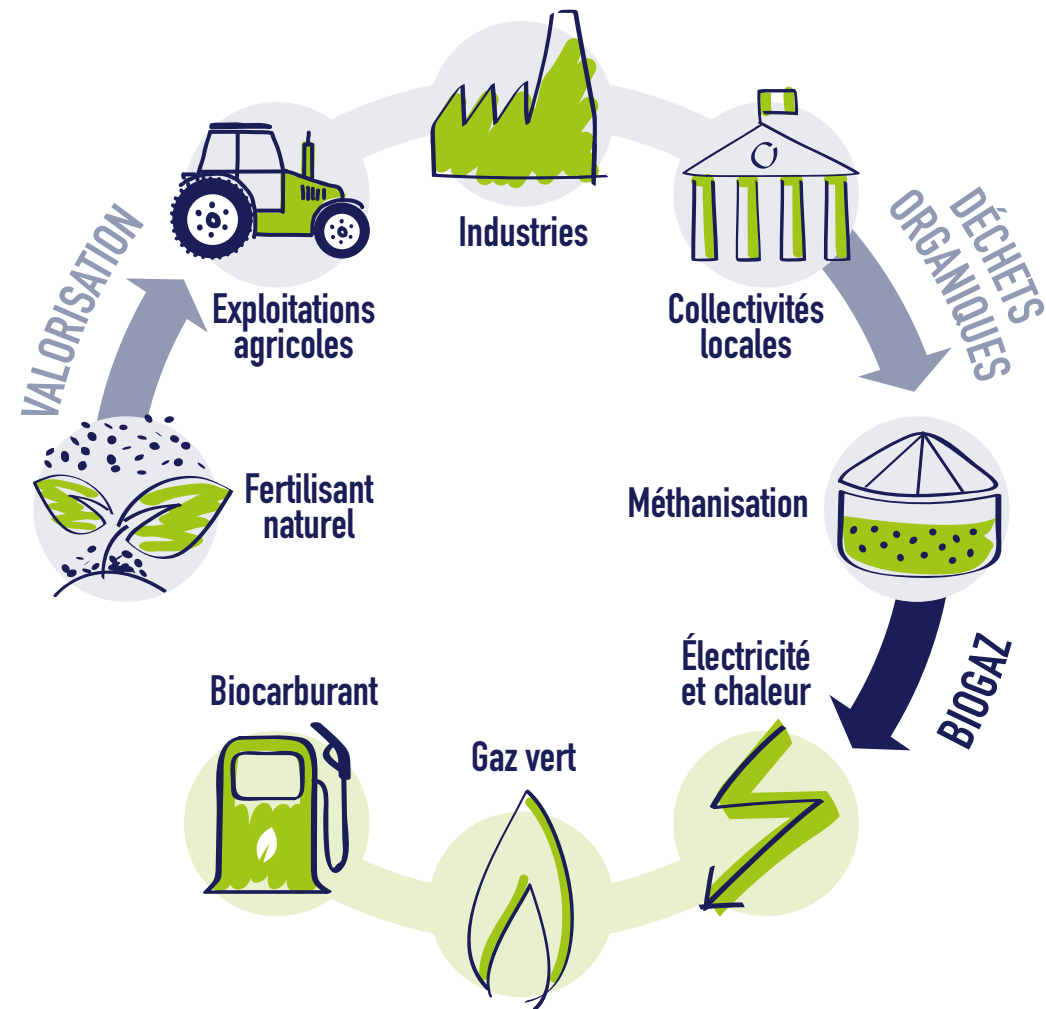 Industries
Exploitations
agricoles
Collectivités
locales
DÉCHETS
ORGANIQUES
VALORISATION
Fertilisant
naturel
Méthanisation
BIOGAZ
Électricité
et chaleur
Gaz vert
Biocarburant